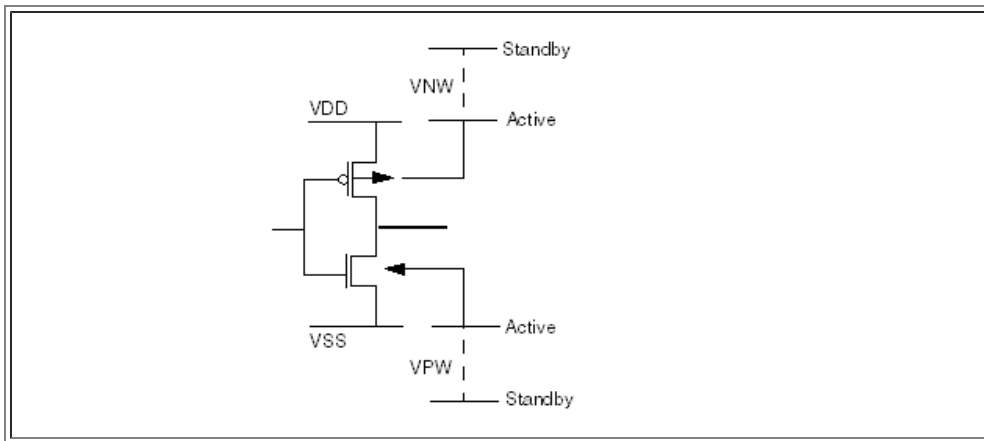 Standby
VNW
VDD
Active
Active
VSS
VPW
Standby